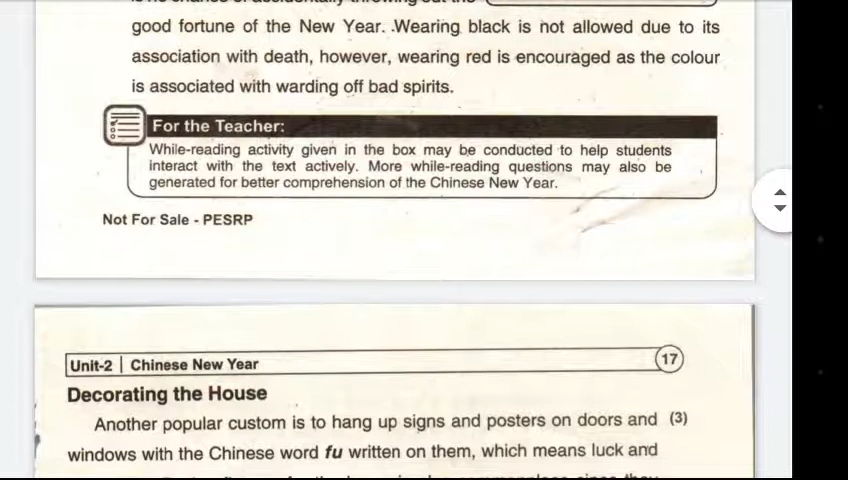 good fortune of the New Year. .Wearing black is not allowed due to its
association with death, however, wearing red is encouraged as the colour
is associated with warding off bad spirits.
For the Teacher:
While-reading activity given in the box may be conducted to help students
interact with the text actively. More while-reading questions may also be
generated for better comprehension of the Chinese New Year.
Not For Sale - PESRP
Unit-2 | Chinese New Year 17
Decorating the House
Another popular custom is to hang up signs and posters on doors and (3)
windows with the Chinese word fu written on them, which means luck and